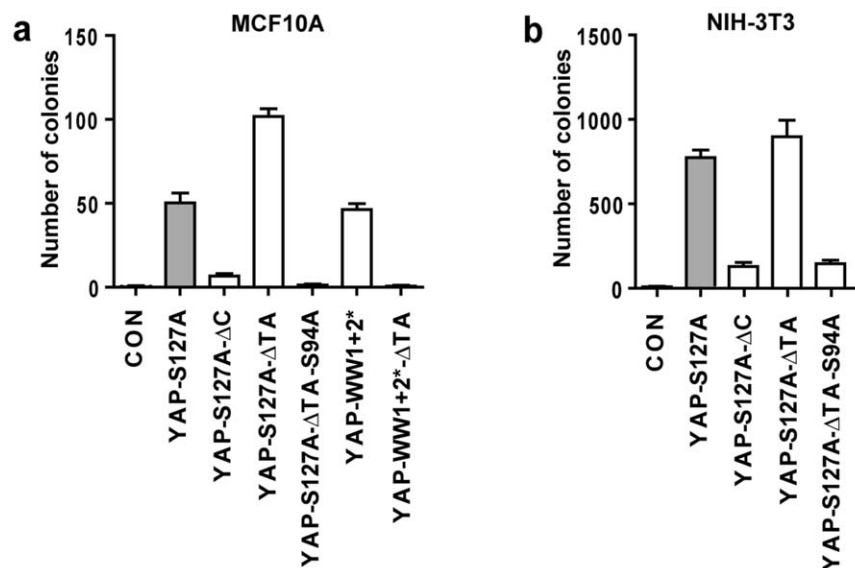 a
MCF10A
Number of colonies
150
100
50
0
CON
YAP-S127A
YAP-S127A-ΔC
YAP-S127A-ΔTA
YAP-S127A-ΔTA-S94A
YAP-WW1+2*
YAP-WW1+2*-ΔTA
b
NIH-3T3
Number of colonies
1500
1000
500
0
CON
YAP-S127A
YAP-S127A-ΔC
YAP-S127A-ΔTA
YAP-S127A-ΔTA-S94A